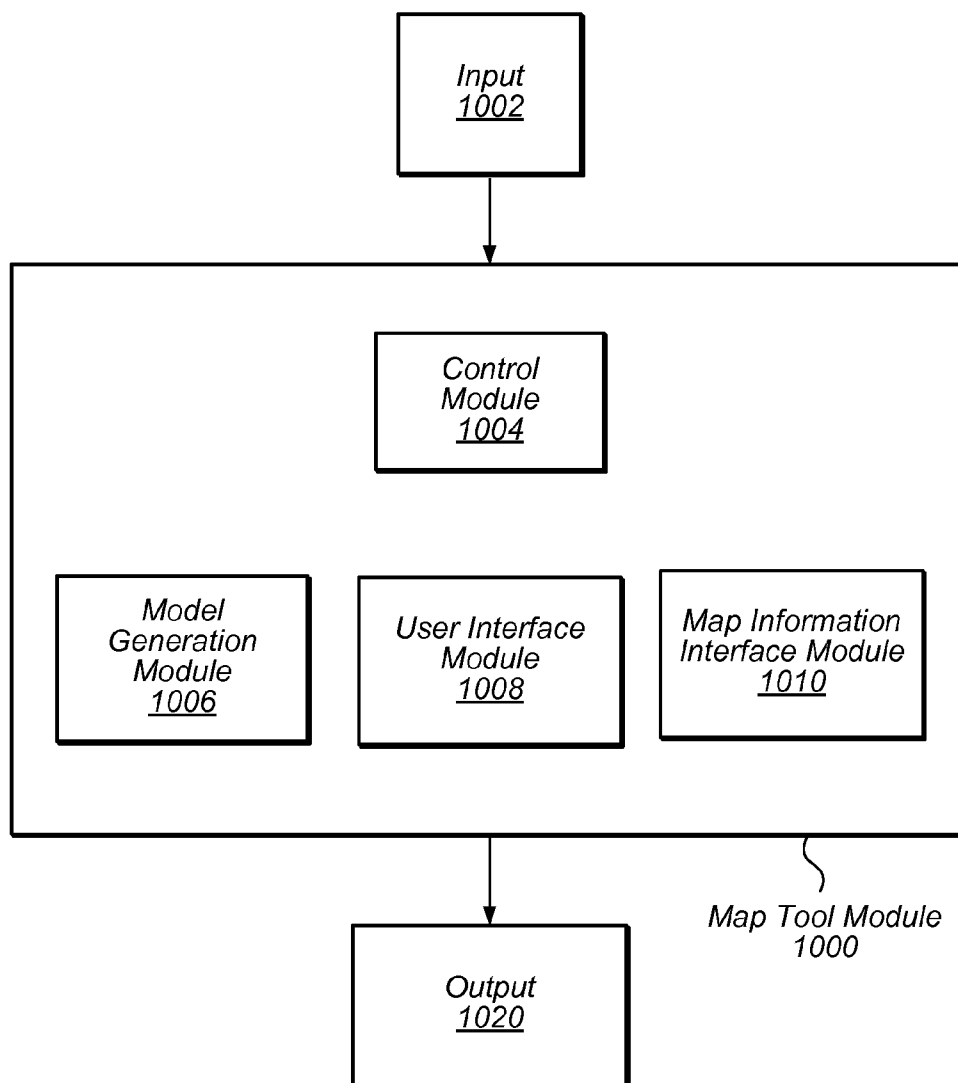 Input
1002
Control
Module
1004
Model
Generation
Module
1006
User Interface
Module
1008
Map Information
Interface Module
1010
Map Tool Module
1000
Output
1020